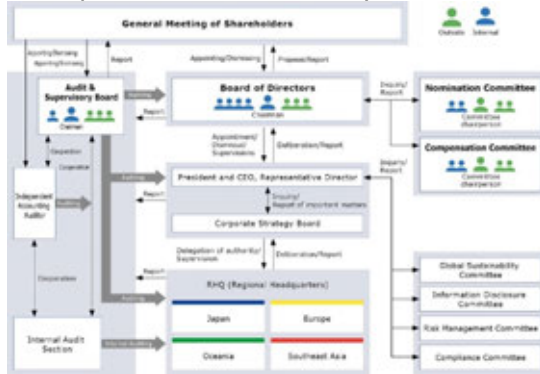 General Meeting of Shareholders
Outside
Internal
Appointing/Dismissing
Appointing/Dismissing
Report
Appointing/Dismissing
Proposal/Report
Audit &
Supervisory Board
Chairman
Auditing
Report
Board of Directors
Chairman
Inquiry/
Report
Nomination Committee
Committee
chairperson
Compensation Committee
Committee
chairperson
Cooperation
Cooperation
Appointment/
Dismissal/
Supervisions
Deliberation/Report
Inquiry/
Report
Independent
Accounting
Auditor
Auditing
Auditing
Report
President and CEO, Representative Director
Inquiry/
Report of important matters
Corporate Strategy Board
Delegation of authority/
Supervision
Deliberation/Report
Cooperation
Report
Auditing
RHQ (Regional Headquarters)
Japan
Europe
Oceania
Southeast Asia
Internal Audit
Section
Internal Auditing
Global Sustainability
Committee
Information Disclosure
Committee
Risk Management Committee
Compliance Committee